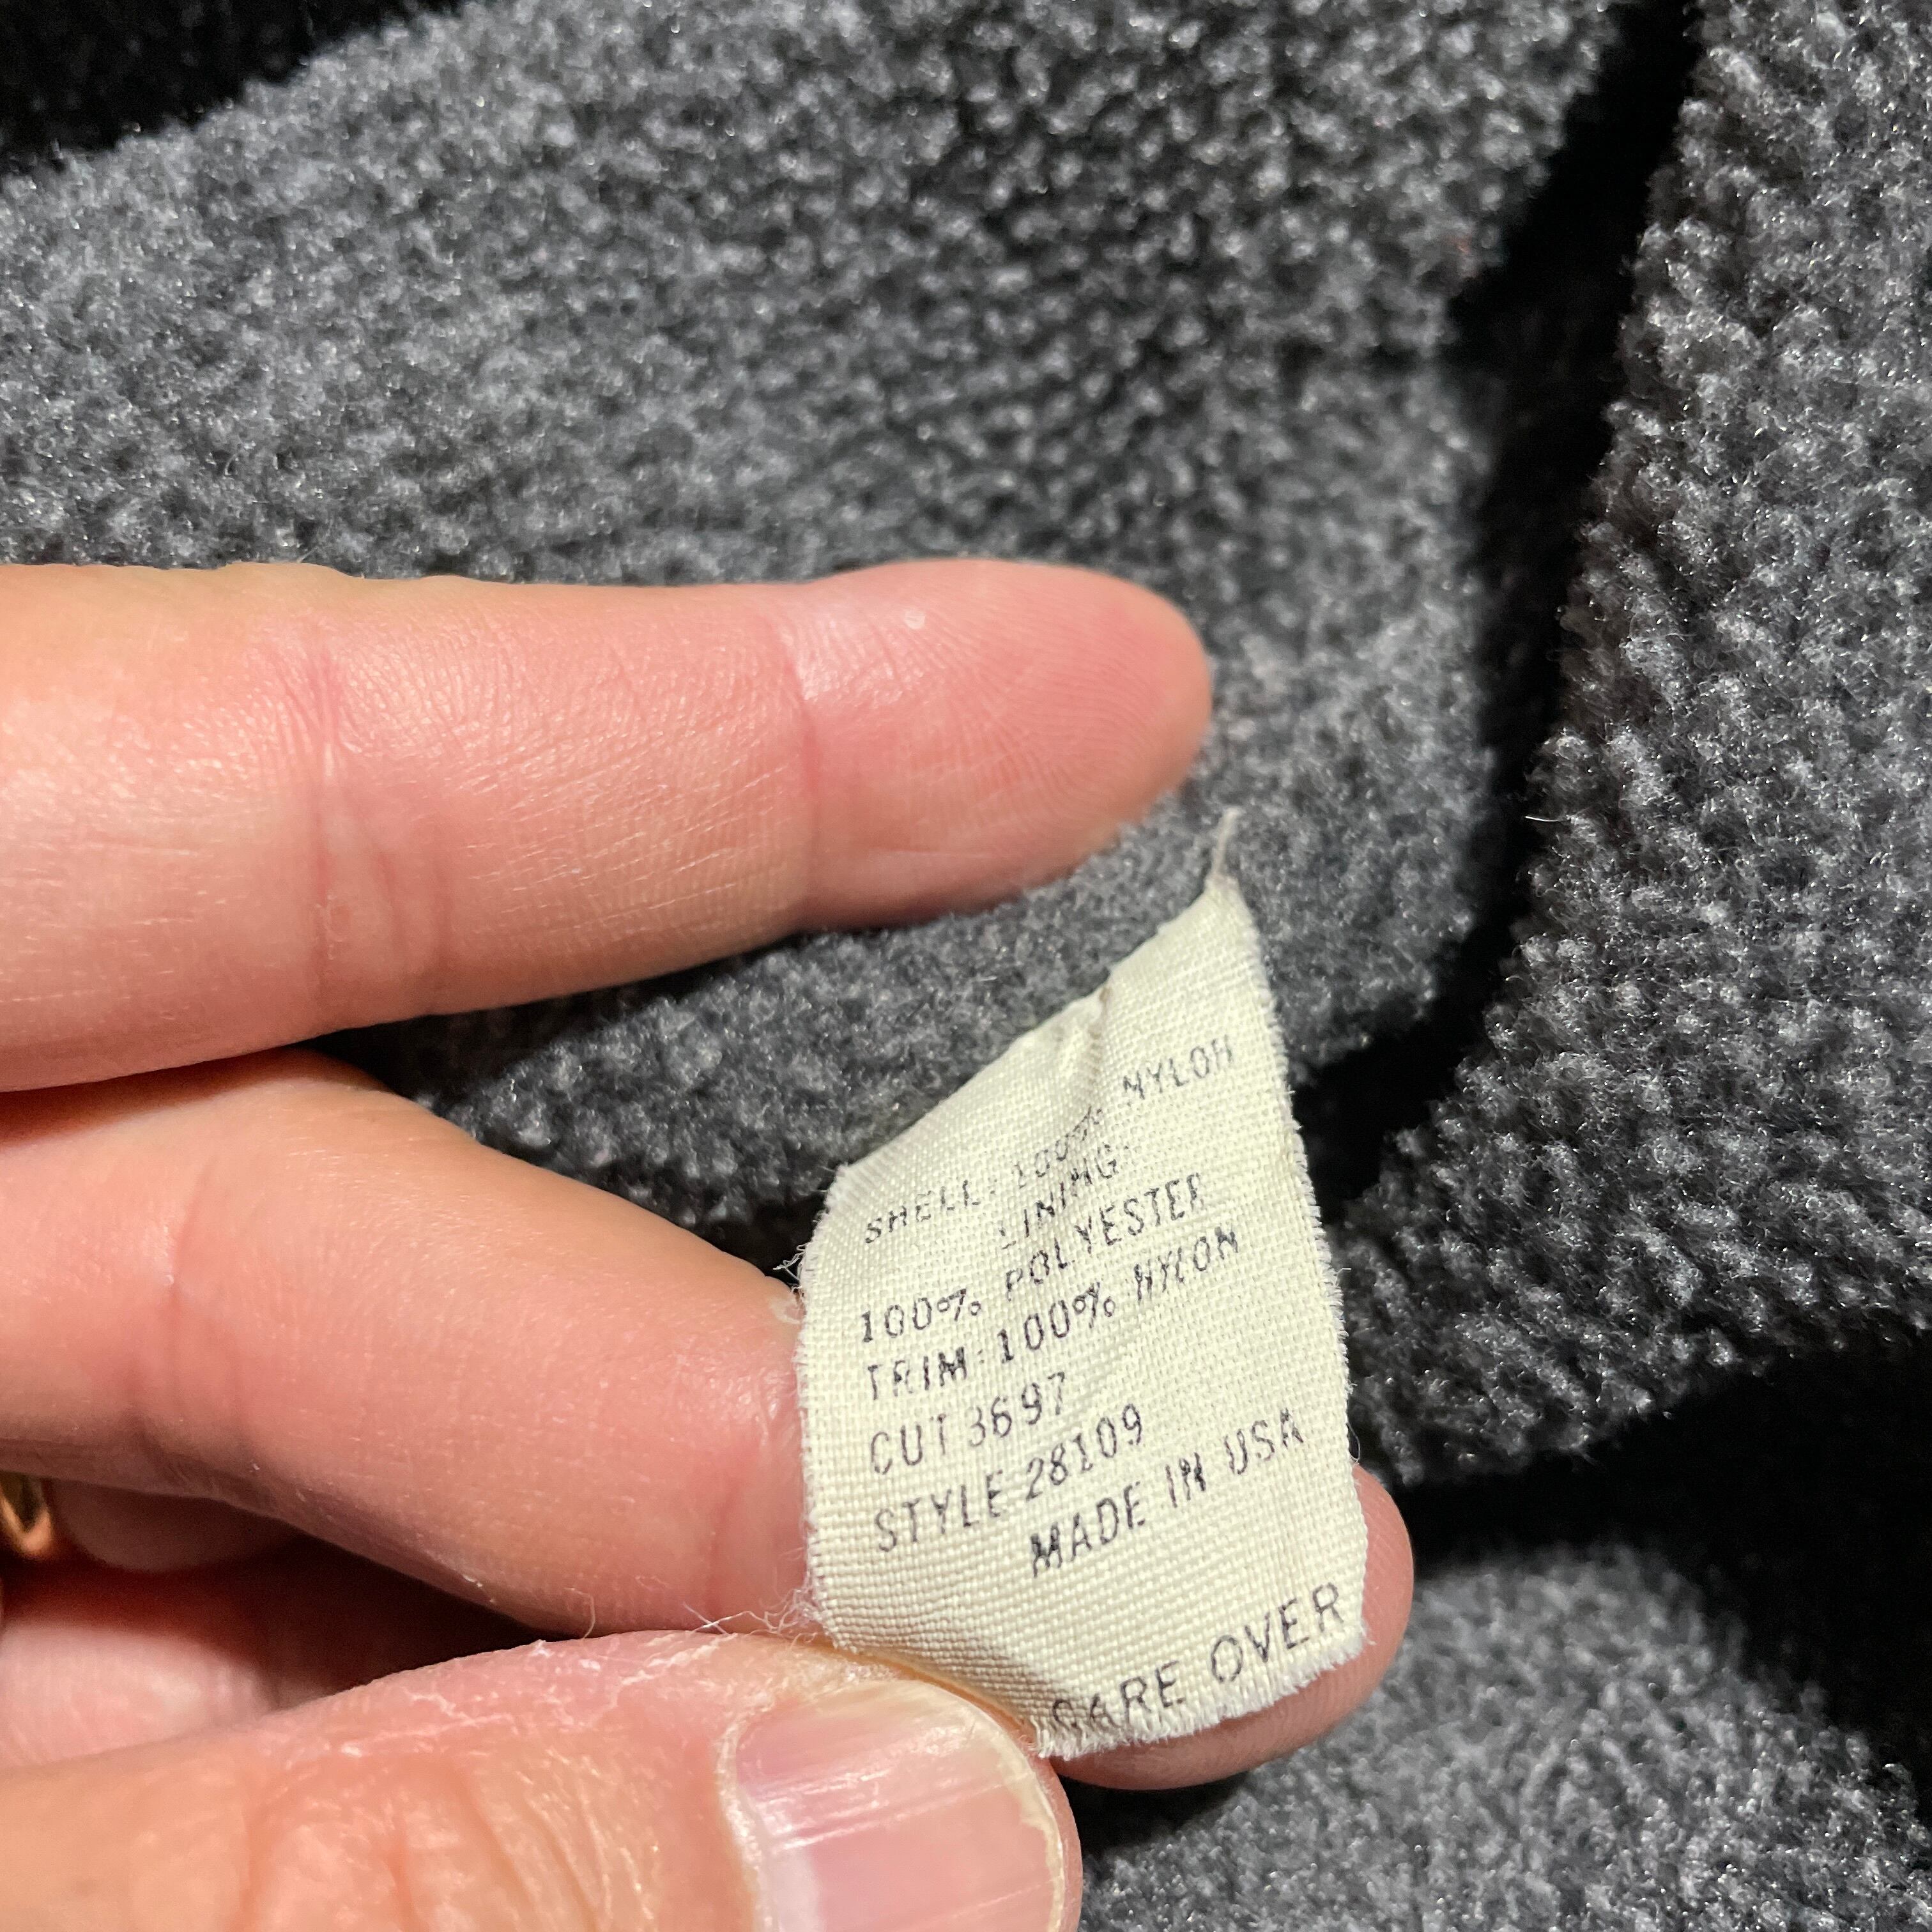 SHELL: 100% NYLON
LINING:
100% POLYESTER
TRIM: 100% NYLON
CUT 3697
STYLE 28109
MADE IN USA
CARE OVER